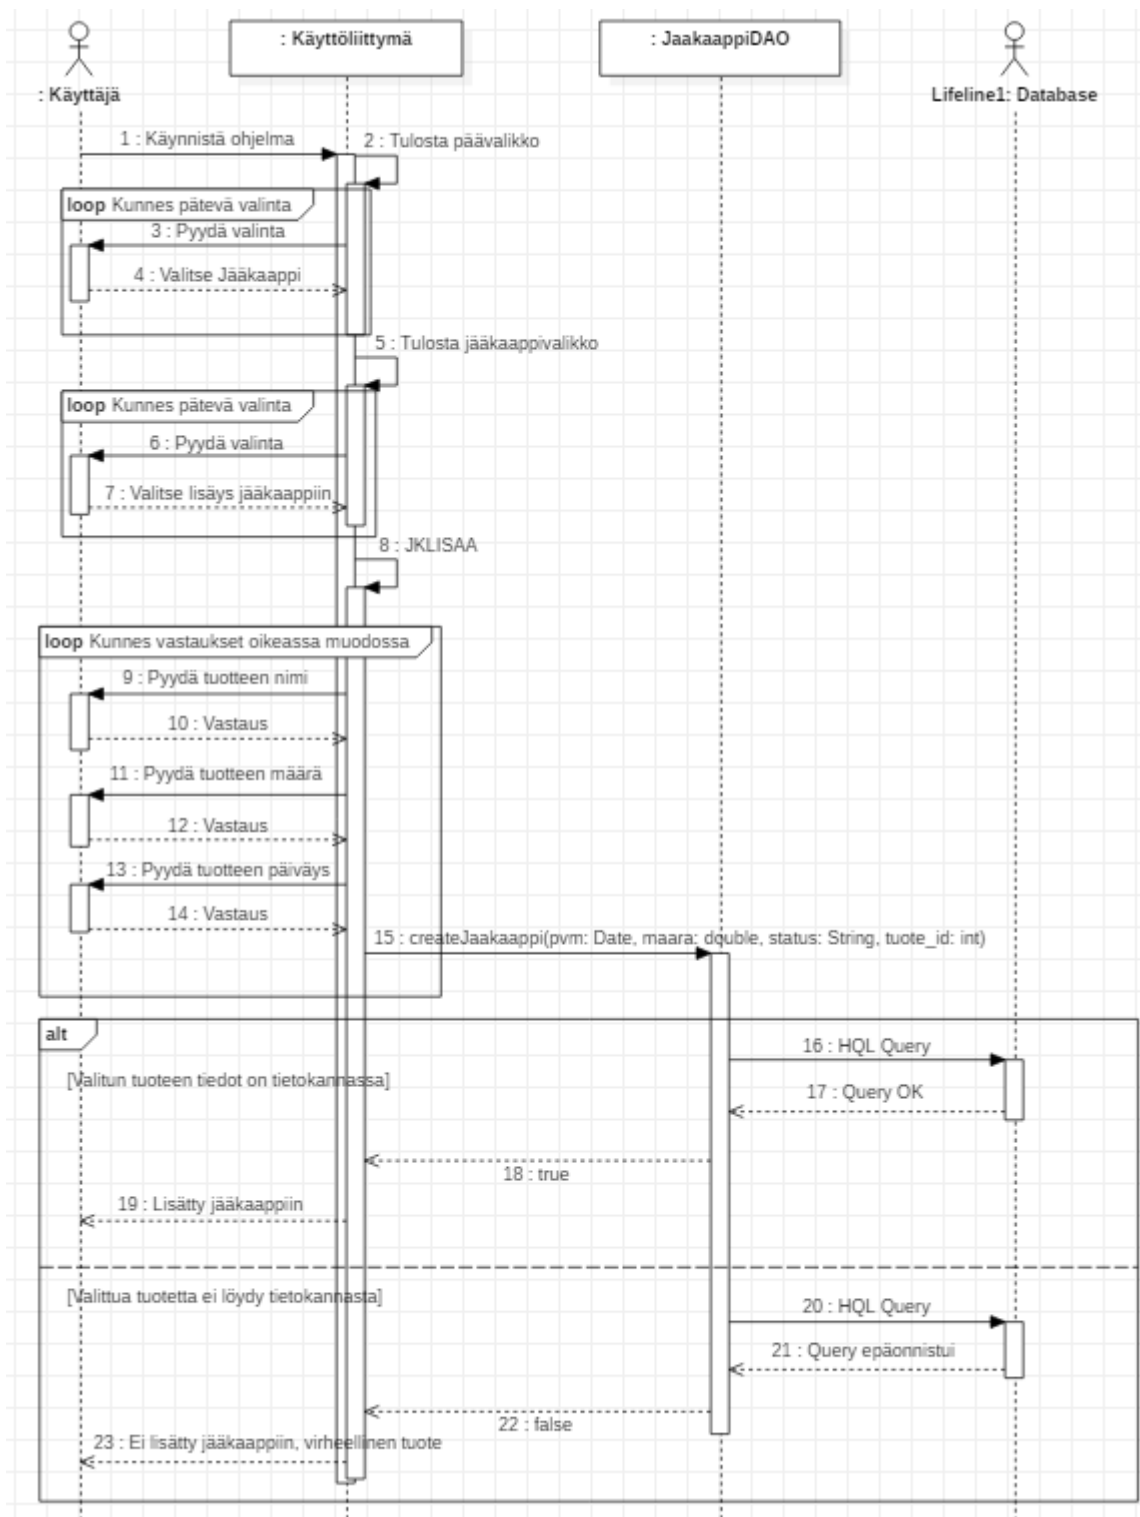 : Käyttäjä
: Käyttöliittymä
: JaakaappiDAO
Lifeline1: Database
1 : Käynnistä ohjelma
2 : Tulosta päävalikko
loop Kunnes pätevä valinta
3 : Pyydä valinta
4 : Valitse Jääkaappi
5 : Tulosta jääkaappivalikko
loop Kunnes pätevä valinta
6 : Pyydä valinta
7 : Valitse lisäys jääkaappiin
8 : JKLISAA
loop Kunnes vastaukset oikeassa muodossa
9 : Pyydä tuotteen nimi
10 : Vastaus
11 : Pyydä tuotteen määrä
12 : Vastaus
13 : Pyydä tuotteen päiväys
14 : Vastaus
15 : createJaakaappi(pvm: Date, maara: double, status: String, tuote_id: int)
alt
16 : HQL Query
[Valitun tuoteen tiedot on tietokannassa]
17 : Query OK
18 : true
19 : Lisätty jääkaappiin
[Valittua tuotetta ei löydy tietokannasta]
20 : HQL Query
21 : Query epäonnistui
22 : false
23 : Ei lisätty jääkaappiin, virheellinen tuote